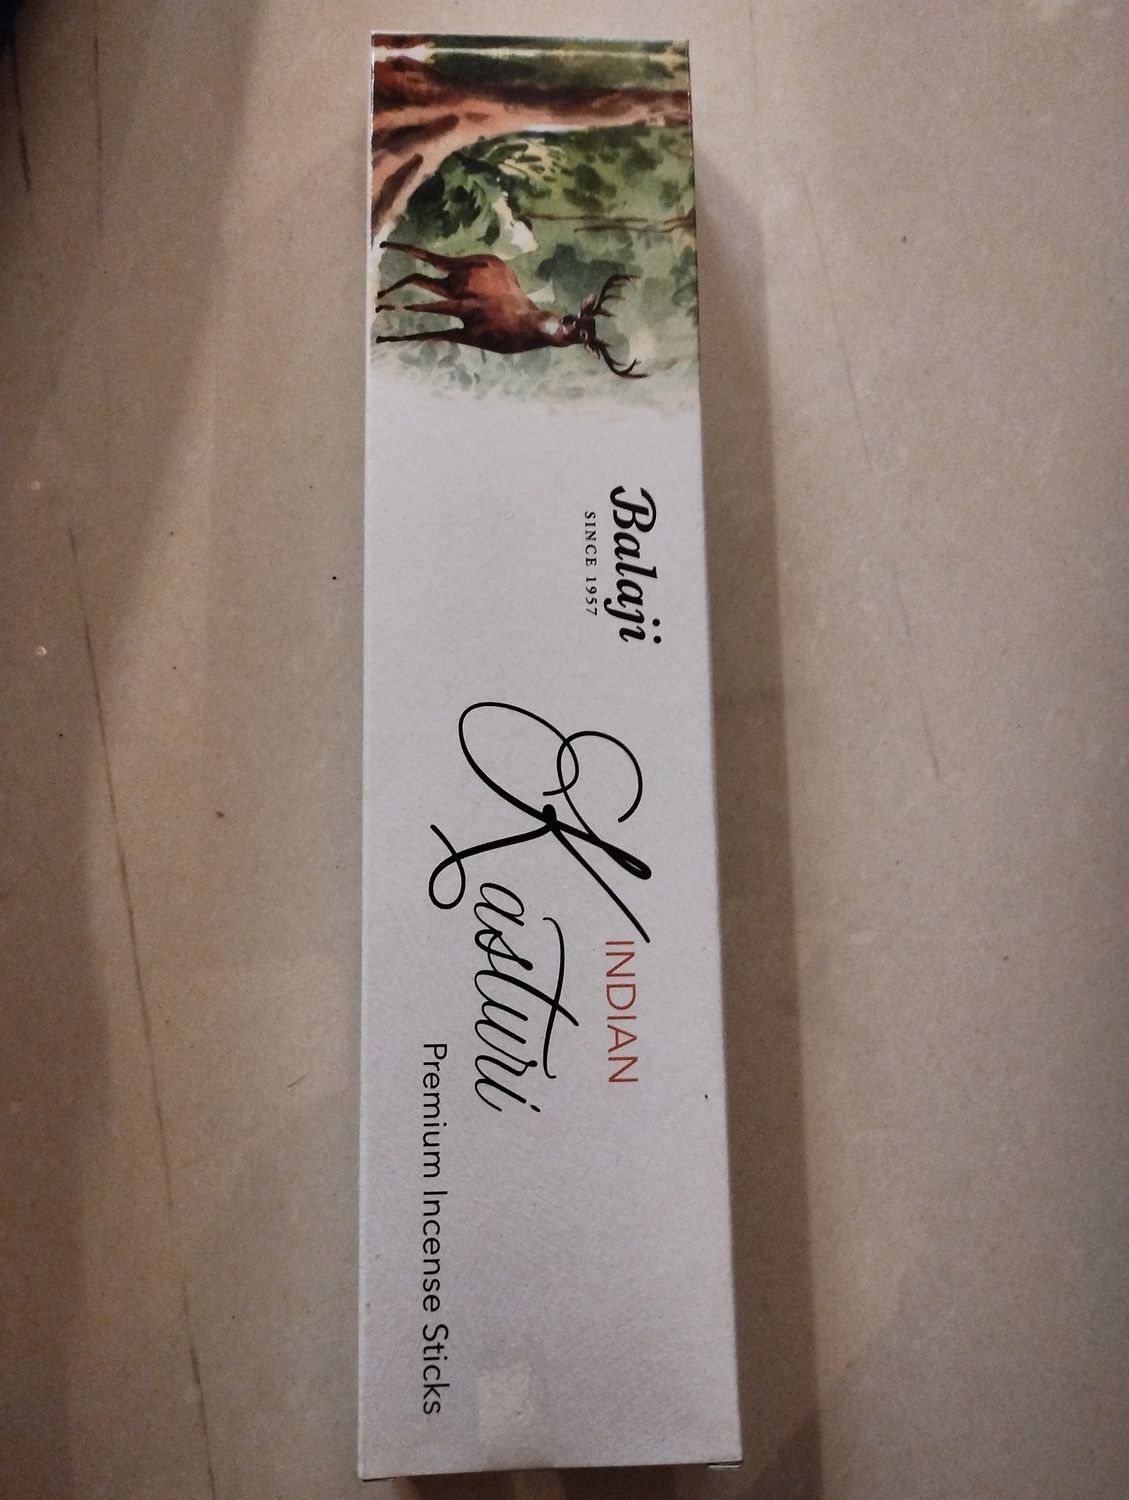 Balaji
SINCE 1957
INDIAN
Kasturi
Premium Incense Sticks